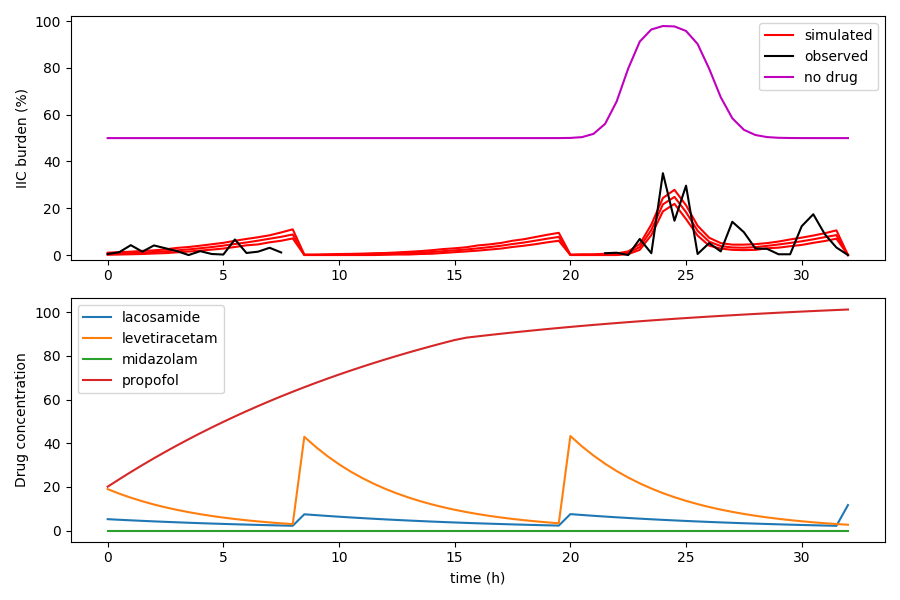 100
80
60
40
20
0
IIC burden (%)
simulated
observed
no drug
0
5
10
15
20
25
30
100
80
60
40
20
0
Drug concentration
lacosamide
levetiracetam
midazolam
propofol
0
5
10
15
20
25
30
time (h)